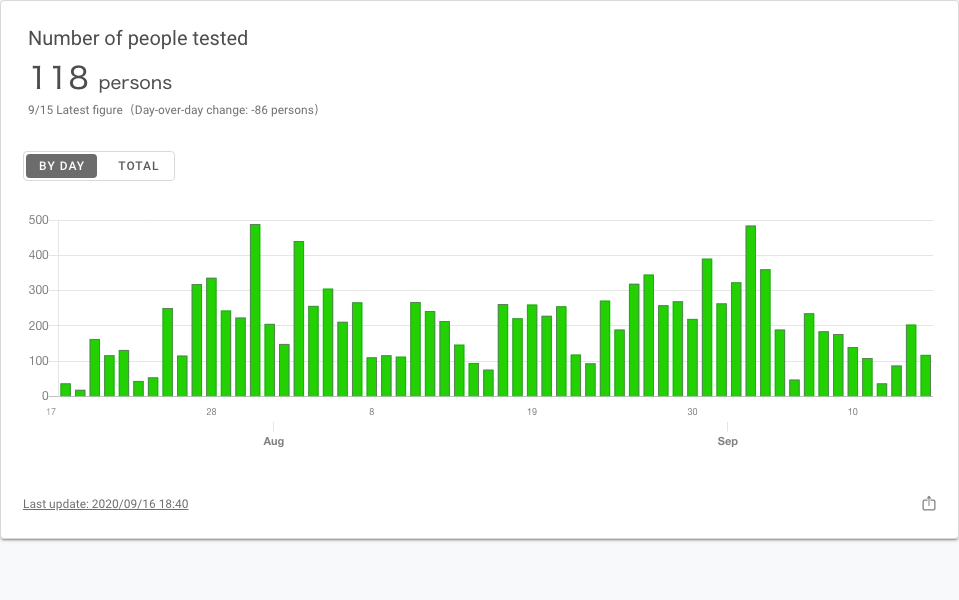 Number of people tested
118 persons
9/15 Latest figure（Day-over-day change: -86 persons）
BY DAY TOTAL
500
400
300
200
100
0
17 28 8 19 30 10
Aug Sep
Last update: 2020/09/16 18:40